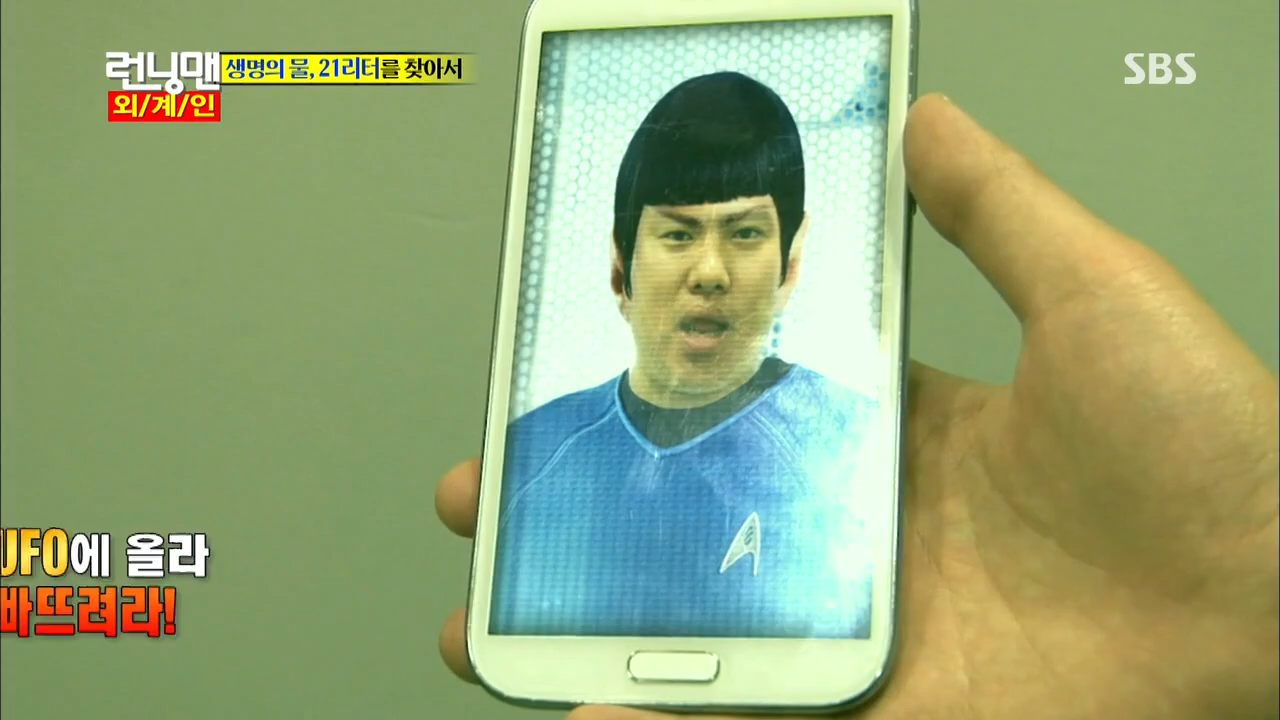 런닝맨
외/계/인
생명의 물, 21리터를 찾아서
SBS
UFO에 올라
빠뜨려라!